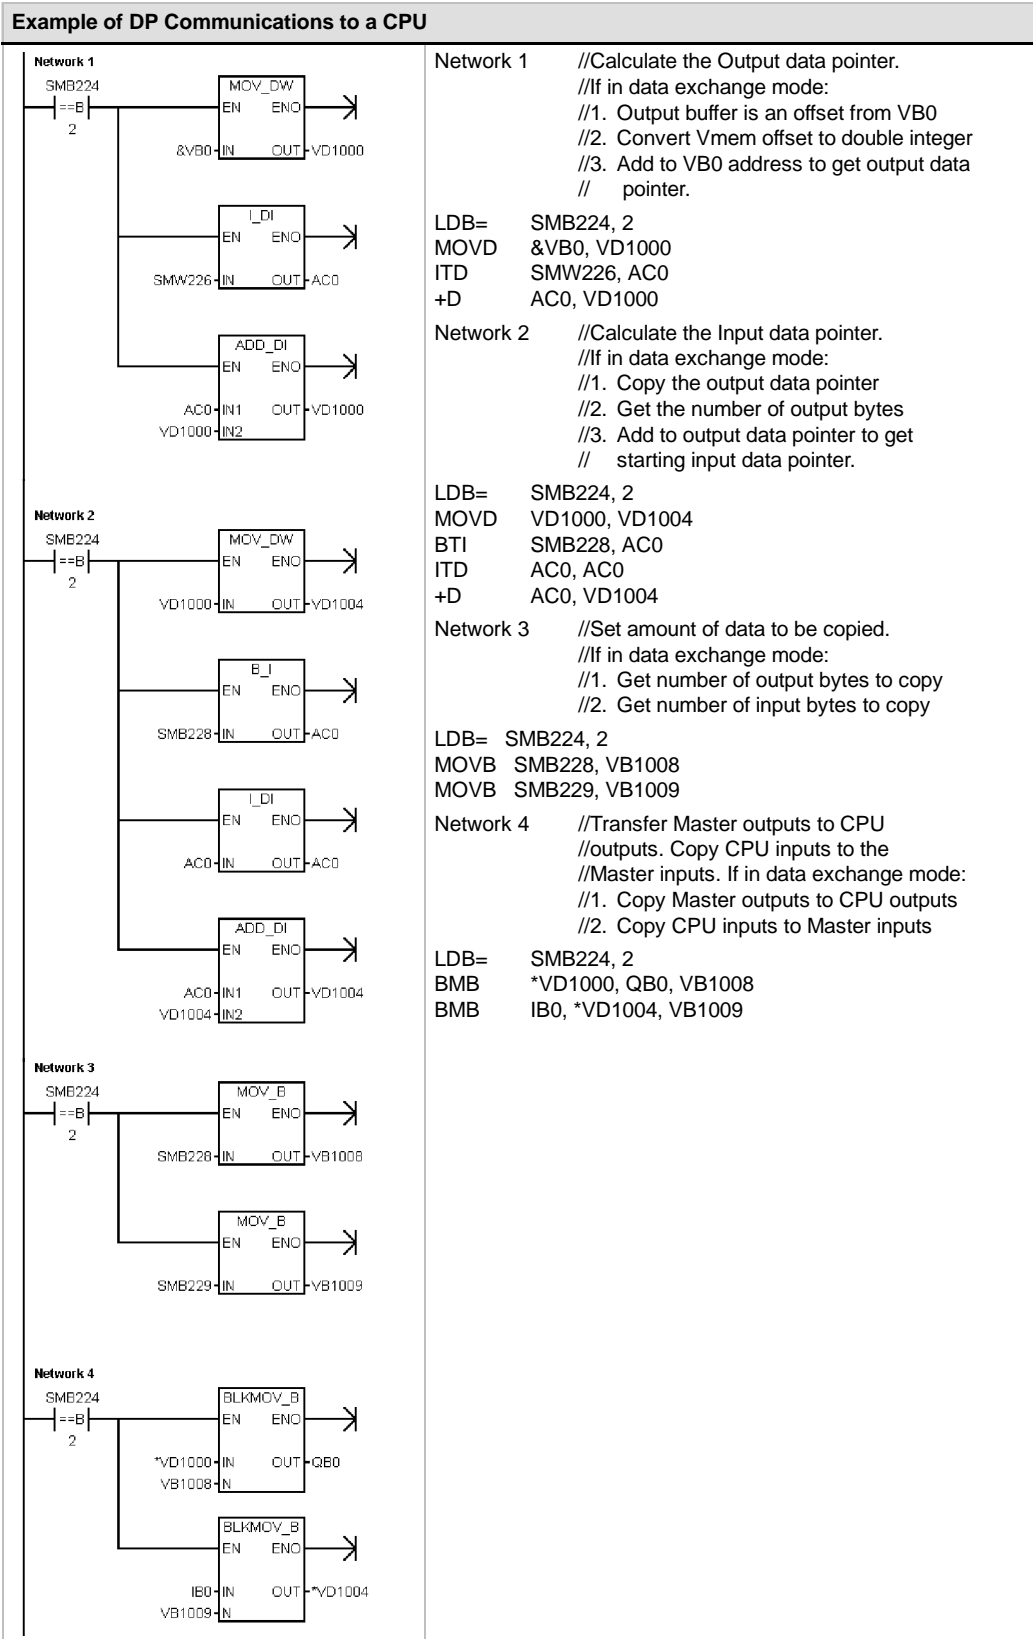 Example of DP Communications to a CPU
Network 1
SMB224
==B
2
MOV_DW
EN ENO
&VB0 IN OUT VD1000
I_DI
EN ENO
SMW226 IN OUT AC0
ADD_DI
EN ENO
AC0 IN1 OUT VD1000
VD1000 IN2
Network 2
SMB224
==B
2
MOV_DW
EN ENO
VD1000 IN OUT VD1004
B_I
EN ENO
SMB228 IN OUT AC0
I_DI
EN ENO
AC0 IN OUT AC0
ADD_DI
EN ENO
AC0 IN1 OUT VD1004
VD1004 IN2
Network 3
SMB224
==B
2
MOV_B
EN ENO
SMB228 IN OUT VB1008
MOV_B
EN ENO
SMB229 IN OUT VB1009
Network 4
SMB224
==B
2
BLKMOV_B
EN ENO
*VD1000 IN OUT QB0
VB1008 N
BLKMOV_B
EN ENO
IB0 IN OUT *VD1004
VB1009 N
Network 1 //Calculate the Output data pointer.
//If in data exchange mode:
//1. Output buffer is an offset from VB0
//2. Convert Vmem offset to double integer
//3. Add to VB0 address to get output data
// pointer.
LDB= SMB224, 2
MOVD &VB0, VD1000
ITD SMW226, AC0
+D AC0, VD1000
Network 2 //Calculate the Input data pointer.
//If in data exchange mode:
//1. Copy the output data pointer
//2. Get the number of output bytes
//3. Add to output data pointer to get
// starting input data pointer.
LDB= SMB224, 2
MOVD VD1000, VD1004
BTI SMB228, AC0
ITD AC0, AC0
+D AC0, VD1004
Network 3 //Set amount of data to be copied.
//If in data exchange mode:
//1. Get number of output bytes to copy
//2. Get number of input bytes to copy
LDB= SMB224, 2
MOVB SMB228, VB1008
MOVB SMB229, VB1009
Network 4 //Transfer Master outputs to CPU
//outputs. Copy CPU inputs to the
//Master inputs. If in data exchange mode:
//1. Copy Master outputs to CPU outputs
//2. Copy CPU inputs to Master inputs
LDB= SMB224, 2
BMB *VD1000, QB0, VB1008
BMB IB0, *VD1004, VB1009